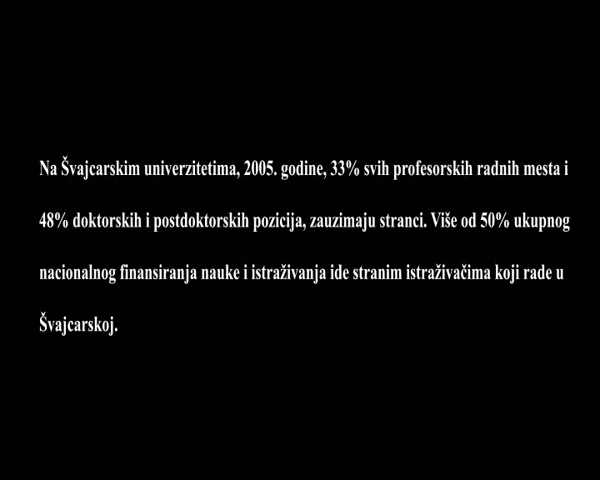 Na Švajcarskim univerzitetima, 2005. godine, 33% svih profesorskih radnih mesta i
48% doktorskih i postdoktorskih pozicija, zauzimaju stranci. Više od 50% ukupnog
nacionalnog finansiranja nauke i istraživanja ide stranim istraživačima koji rade u
Švajcarskoj.